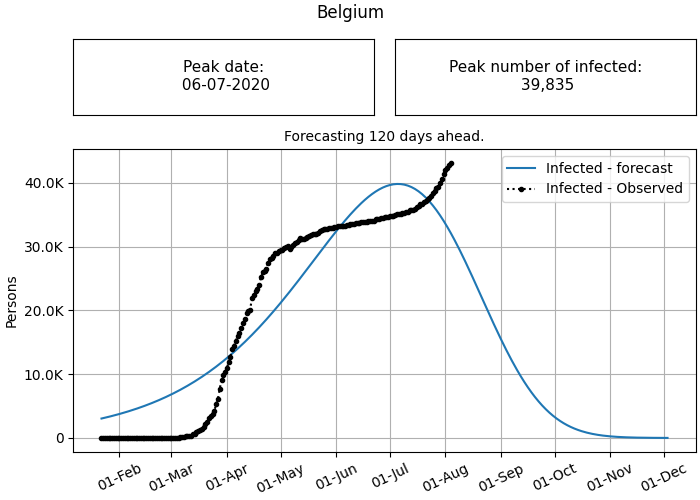 Belgium
Peak date:
06-07-2020
Peak number of infected:
39,835
Forecasting 120 days ahead.
Infected - forecast
Infected - Observed
Persons
40.0K
30.0K
20.0K
10.0K
0
01-Feb
01-Mar
01-Apr
01-May
01-Jun
01-Jul
01-Aug
01-Sep
01-Oct
01-Nov
01-Dec